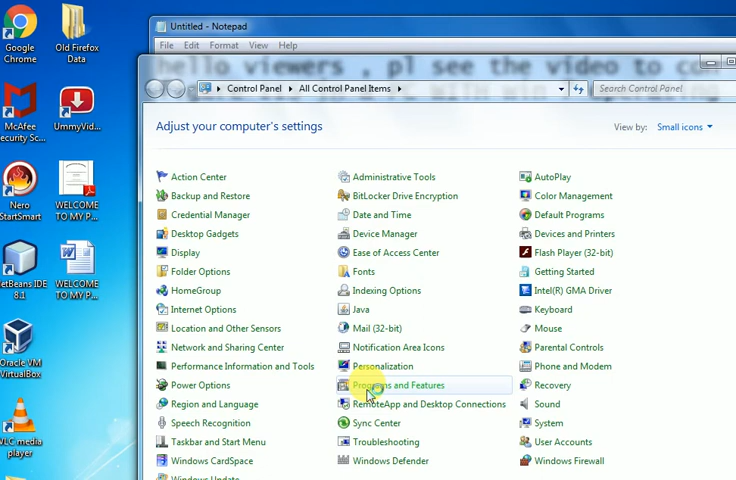 Google
Chrome
Old Firefox
Data
McAfee
Security Sc...
UmmyVid...
Nero
StartSmart
WELCOME
TO MY P...
etBeans IDE
8.1
WELCOME
TO MY P...
Oracle VM
VirtualBox
VLC media
player
Untitled - Notepad
File Edit Format View Help
hello viewers , pl see the video to con
Control Panel All Control Panel Items
Search Control Panel
Adjust your computer's settings
View by: Small icons
Action Center Administrative Tools AutoPlay
Backup and Restore BitLocker Drive Encryption Color Management
Credential Manager Date and Time Default Programs
Desktop Gadgets Device Manager Devices and Printers
Display Ease of Access Center Flash Player (32-bit)
Folder Options Fonts Getting Started
HomeGroup Indexing Options Intel(R) GMA Driver
Internet Options Java Keyboard
Location and Other Sensors Mail (32-bit) Mouse
Network and Sharing Center Notification Area Icons Parental Controls
Performance Information and Tools Personalization Phone and Modem
Power Options Programs and Features Recovery
Region and Language RemoteApp and Desktop Connections Sound
Speech Recognition Sync Center System
Taskbar and Start Menu Troubleshooting User Accounts
Windows CardSpace Windows Defender Windows Firewall
Windows Update